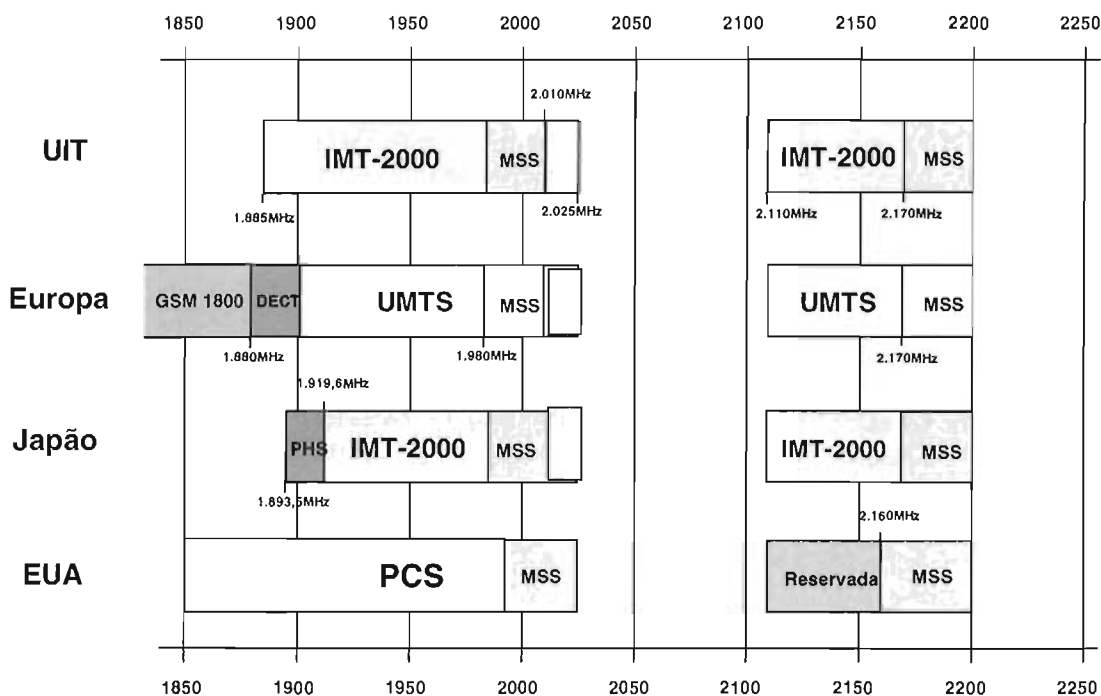 1850 1900 1950 2000 2050 2100 2150 2200 2250
2.010MHz
UIT IMT-2000 MSS IMT-2000 MSS
1.885MHz 2.025MHz 2.110MHz 2.170MHz
Europa GSM 1800 DECT UMTS MSS UMTS MSS
1.880MHz 1.980MHz 2.170MHz
1.919,6MHz
Japão PHS IMT-2000 MSS IMT-2000 MSS
1.893,5MHz 2.160MHz
EUA PCS MSS Reservada MSS
1850 1900 1950 2000 2050 2100 2150 2200 2250